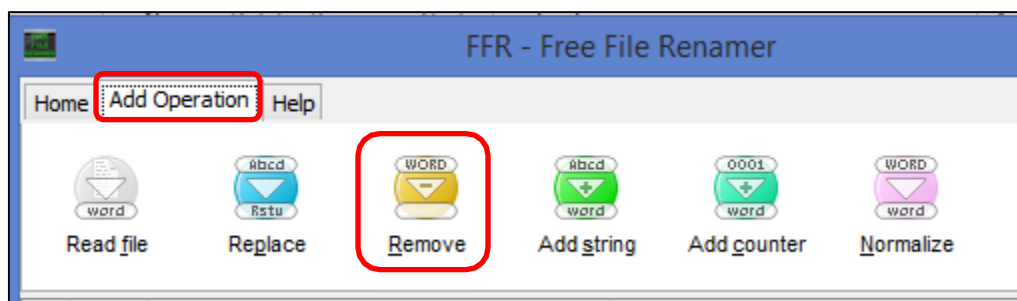 FFR - Free File Renamer
Home Add Operation Help
Abcd WORD Abcd 0001 WORD
word Rstu word word word
Read file Replace Remove Add string Add counter Normalize